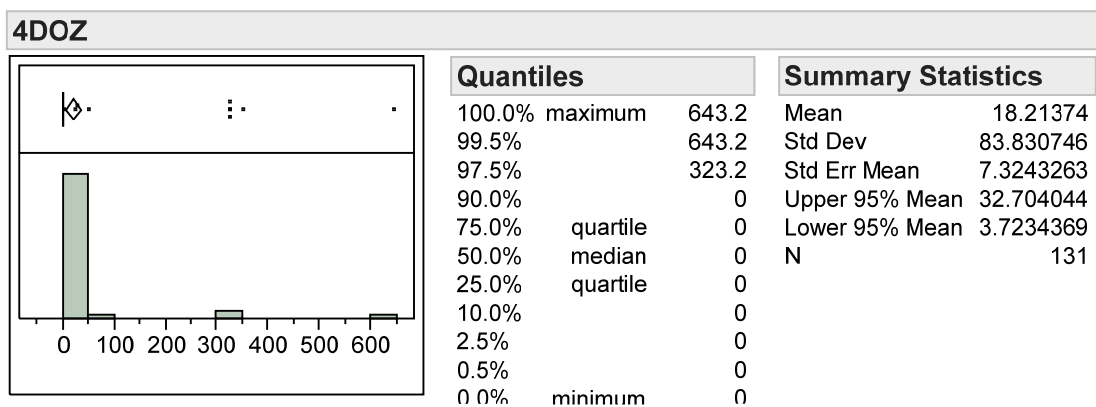 4DOZ
0 100 200 300 400 500 600
Quantiles
100.0% maximum 643.2
99.5% 643.2
97.5% 323.2
90.0% 0
75.0% quartile 0
50.0% median 0
25.0% quartile 0
10.0% 0
2.5% 0
0.5% 0
0.0% minimum 0
Summary Statistics
Mean 18.21374
Std Dev 83.830746
Std Err Mean 7.3243263
Upper 95% Mean 32.704044
Lower 95% Mean 3.7234369
N 131